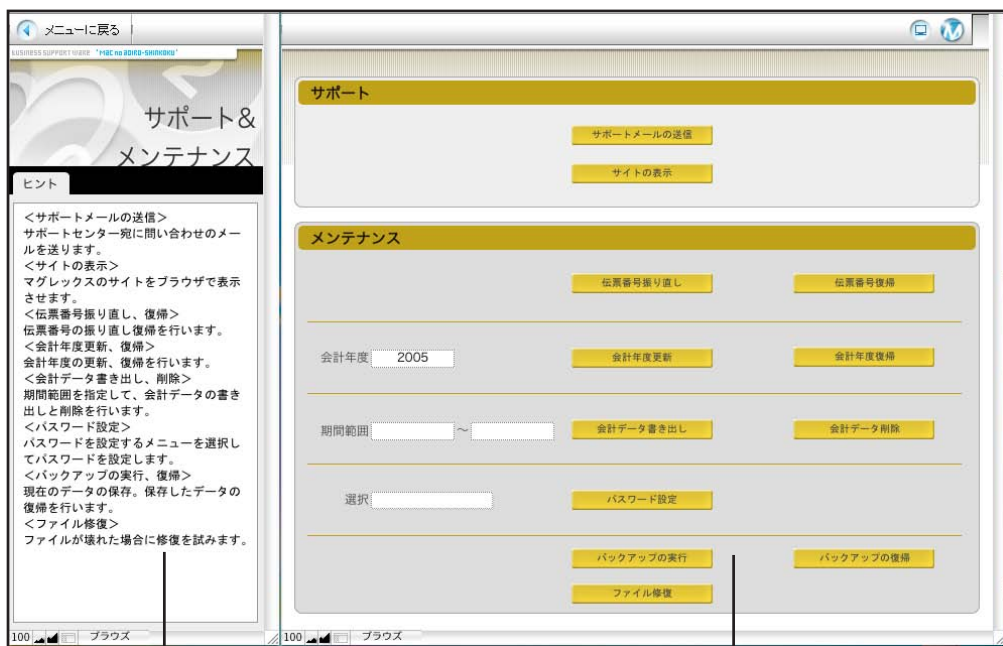 メニューに戻る
BUSINESS SUPPORT WARE "MAC no AOIRO-SHINKOKU"
サポート&
メンテナンス
ヒント
＜サポートメールの送信＞
サポートセンター宛に問い合わせのメー
ルを送ります。
＜サイトの表示＞
マグレックスのサイトをブラウザで表示
させます。
＜伝票番号振り直し、復帰＞
伝票番号の振り直し復帰を行います。
＜会計年度更新、復帰＞
会計年度の更新、復帰を行います。
＜会計データ書き出し、削除＞
期間範囲を指定して、会計データの書き
出しと削除を行います。
＜パスワード設定＞
パスワードを設定するメニューを選択し
てパスワードを設定します。
＜バックアップの実行、復帰＞
現在のデータの保存。保存したデータの
復帰を行います。
＜ファイル修復＞
ファイルが壊れた場合に修復を試みます。
100 ブラウズ
サポート
サポートメールの送信
サイトの表示
メンテナンス
伝票番号振り直し 伝票番号復帰
会計年度 2005 会計年度更新 会計年度復帰
期間範囲 ～ 会計データ書き出し 会計データ削除
選択 パスワード設定
バックアップの実行 バックアップの復帰
ファイル修復
100 ブラウズ